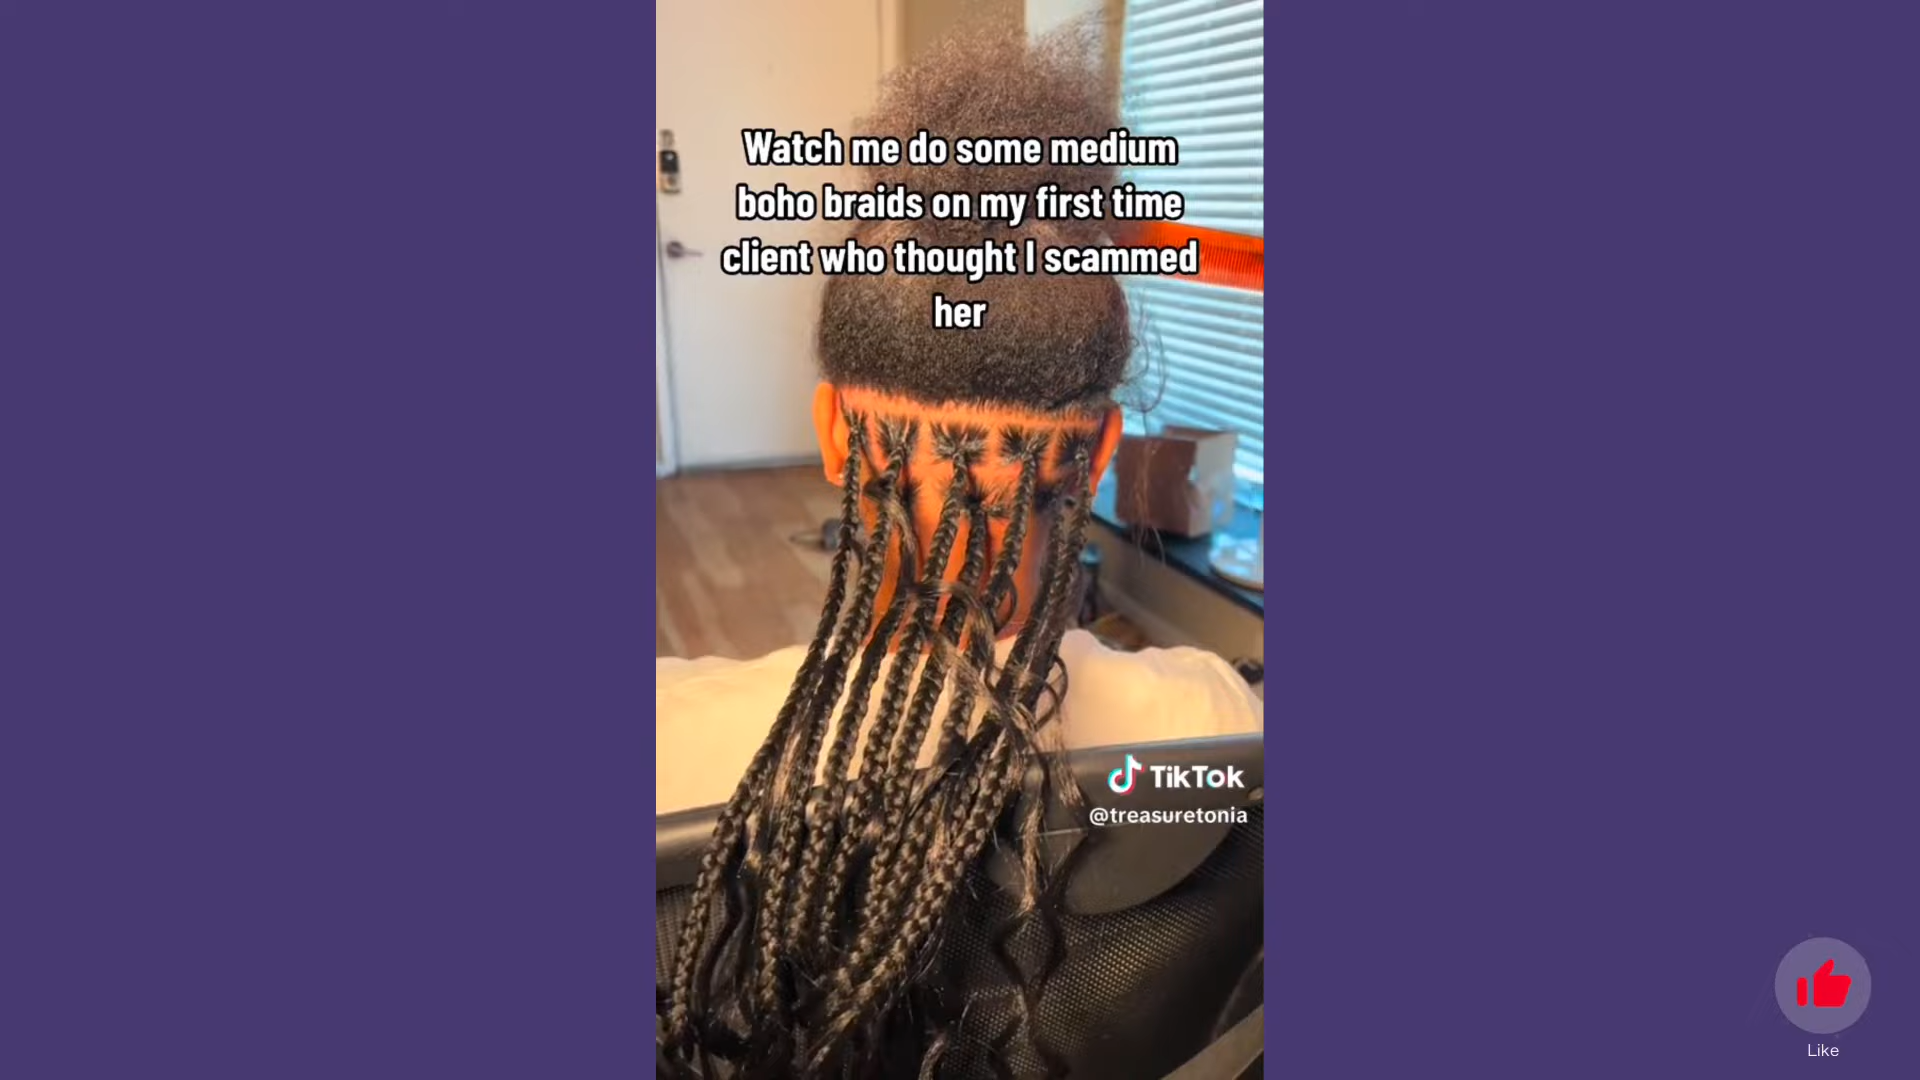 Watch me do some medium
boho braids on my first time
client who thought I scammed
her
TikTok
@treasuretonia
Like